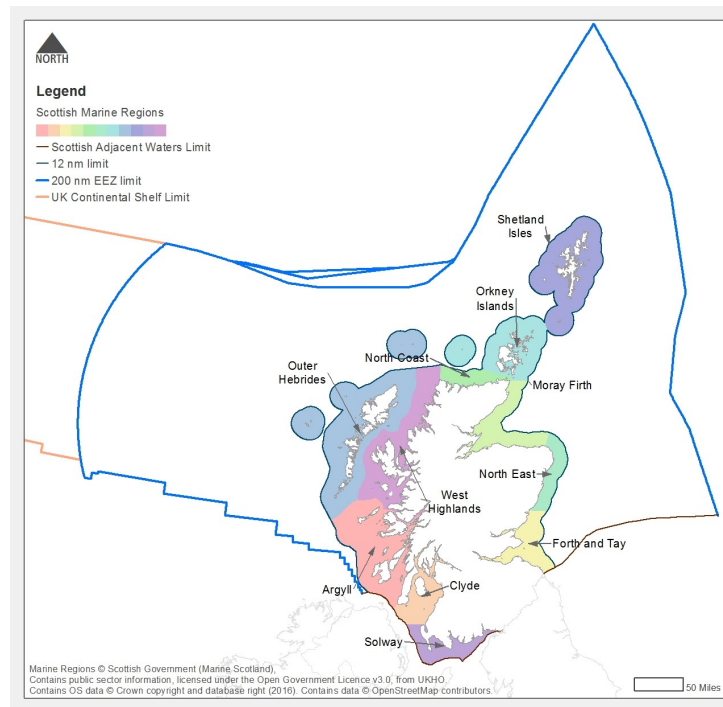 NORTH
Legend
Scottish Marine Regions
Scottish Adjacent Waters Limit
12 nm limit
200 nm EEZ limit
UK Continental Shelf Limit
Shetland
Isles
Orkney
Islands
North Coast
Outer
Hebrides
Moray Firth
North East
West
Highlands
Forth and Tay
Argyll
Clyde
Solway
Marine Regions © Scottish Government (Marine Scotland),
Contains public sector information, licensed under the Open Government Licence v3.0, from UKHO.
Contains OS data © Crown copyright and database right (2016). Contains data © OpenStreetMap contributors.
50 Miles